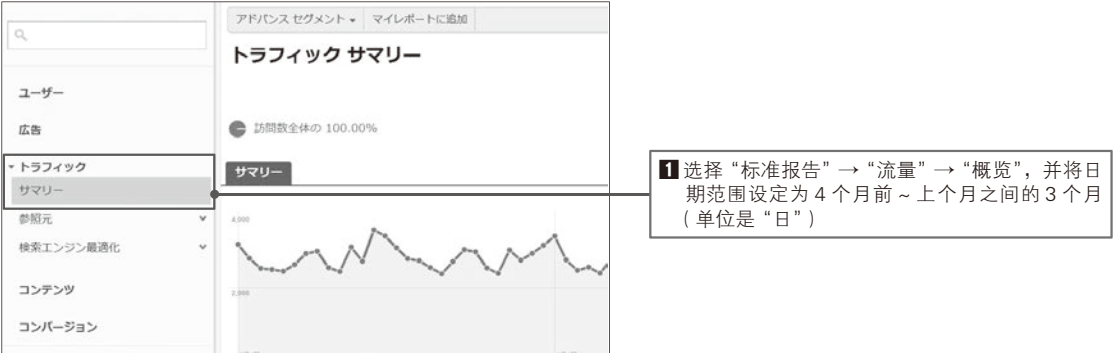 アドバンス セグメント マイレポートに追加
トラフィック サマリー
ユーザー
広告
訪問数全体の 100.00%
トラフィック
サマリー
サマリー
参照元
検索エンジン最適化
コンテンツ
コンバージョン
4,000
2,000
1 选择“标准报告”→“流量”→“概览”，并将日
期范围设定为 4 个月前 ~ 上个月之间的 3 个月
（单位是“日”）